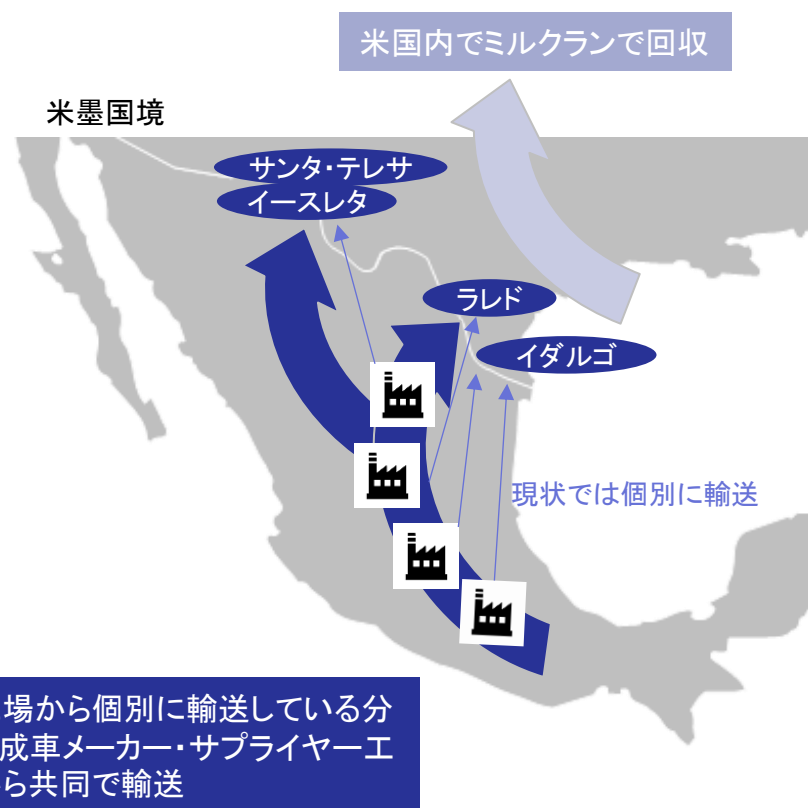 米国内でミルクランで回収
米墨国境
サンタ・テレサ
イースレタ
ラレド
イダルゴ
現状では個別に輸送
場から個別に輸送している分
成車メーカー・サプライヤーエ
ら共同で輸送